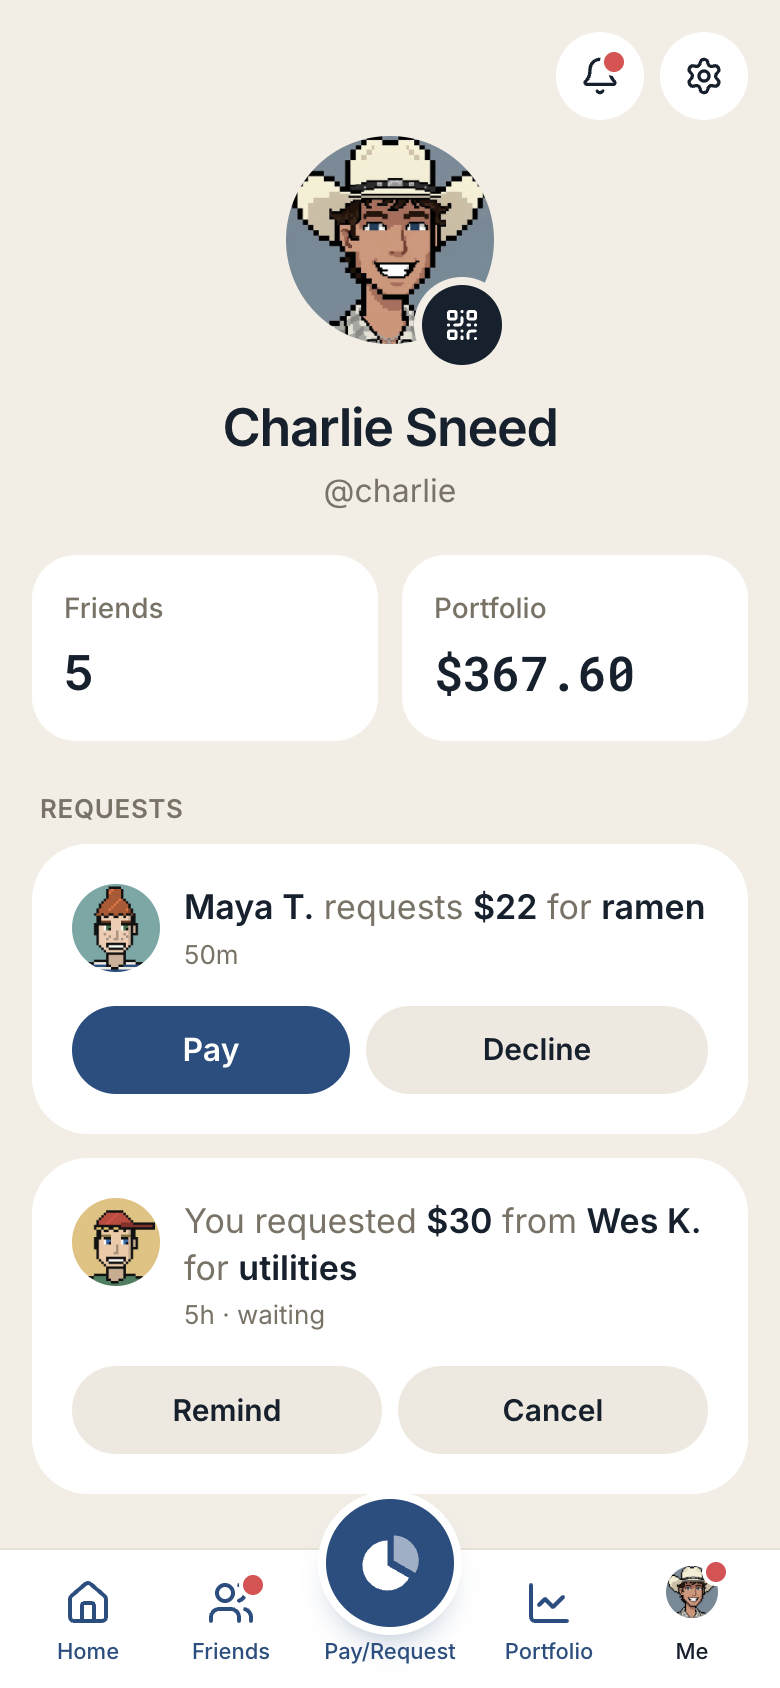 Charlie Sneed
@charlie
Friends
5
Portfolio
$367.60
REQUESTS
Maya T. requests $22 for ramen
50m
Pay
Decline
You requested $30 from Wes K.
for utilities
5h · waiting
Remind
Cancel
Home
Friends
Pay/Request
Portfolio
Me